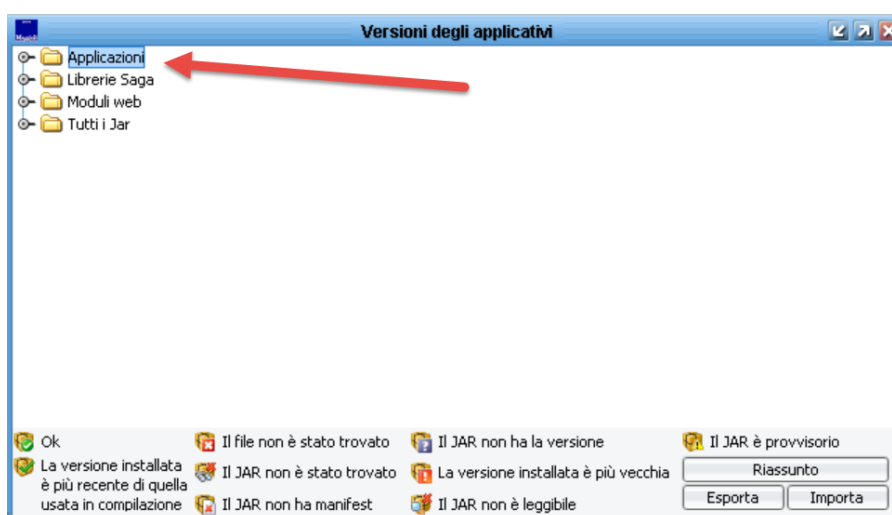 Versioni degli applicativi
Applicazioni
Librerie Saga
Moduli web
Tutti i Jar
Ok
La versione installata
è più recente di quella
usata in compilazione
Il file non è stato trovato
Il JAR non è stato trovato
Il JAR non ha manifest
Il JAR non ha la versione
La versione installata è più vecchia
Il JAR non è leggibile
Il JAR è provvisorio
Riassunto
Esporta
Importa